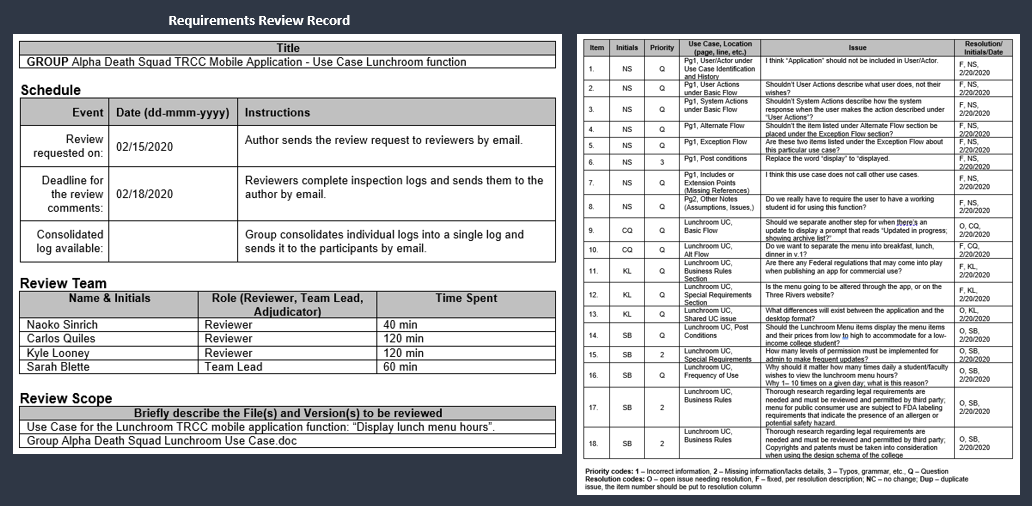 Requirements Review Record
Title
GROUP Alpha Death Squad TRCC Mobile Application - Use Case Lunchroom function
Schedule
Event Date (dd-mmm-yyyy) Instructions
Review requested on: 02/15/2020 Author sends the review request to reviewers by email.
Deadline for the review comments: 02/18/2020 Reviewers complete inspection logs and sends them to the author by email.
Consolidated log available: Group consolidates individual logs into a single log and sends it to the participants by email.
Review Team
Name & Initials Role (Reviewer, Team Lead, Adjudicator) Time Spent
Naoko Sinrich Reviewer 40 min
Carlos Quiles Reviewer 120 min
Kyle Looney Reviewer 120 min
Sarah Blette Team Lead 60 min
Review Scope
Briefly describe the File(s) and Version(s) to be reviewed
Use Case for the Lunchroom TRCC mobile application function: “Display lunch menu hours”.
Group Alpha Death Squad Lunchroom Use Case.doc
Item Initials Priority Use Case, Location (page, line, etc.) Issue Resolution/ Initials/Date
1. NS Q Pg1, User/Actor under Use Case Identification and History I think “Application” should not be included in User/Actor. F, NS, 2/20/2020
2. NS Q Pg1, User Actions under Basic Flow Shouldn’t User Actions describe what user does, not their wishes? F, NS, 2/20/2020
3. NS Q Pg1, System Actions under Basic Flow Shouldn’t System Actions describe how the system response when the user makes the action described under “User Actions”? F, NS, 2/20/2020
4. NS Q Pg1, Alternate Flow Shouldn’t the item listed under Alternate Flow section be placed under the Exception Flow section? F, NS, 2/20/2020
5. NS Q Pg1, Exception Flow Are these two items listed under the Exception Flow about this particular use case? F, NS, 2/20/2020
6. NS 3 Pg1, Post conditions Replace the word “display” to “displayed. F, NS, 2/20/2020
7. NS Q Pg1, Includes or Extension Points (Missing References) I think this use case does not call other use cases. F, NS, 2/20/2020
8. NS Q Pg2, Other Notes (Assumptions, Issues,) Do we really have to require the user to have a working student id for using this function? F, NS, 2/20/2020
9. CQ Q Lunchroom UC, Basic Flow Should we separate another step for when there’s an update to display a prompt that reads “Updated in progress; showing archive list?” O, CQ, 2/20/2020
10. CQ Q Lunchroom UC, Alt Flow Do we want to separate the menu into breakfast, lunch, dinner in v.1? F, CQ, 2/20/2020
11. KL Q Lunchroom UC, Business Rules Section Are there any Federal regulations that may come into play when publishing an app for commercial use? F, KL, 2/20/2020
12. KL Q Lunchroom UC, Special Requirements Section Is the menu going to be altered through the app, or on the Three Rivers website? F, KL, 2/20/2020
13. KL Q Lunchroom UC, Shared UC issue What differences will exist between the application and the desktop format? O, KL, 2/20/2020
14. SB Q Lunchroom UC, Post Conditions Should the Lunchroom Menu items display the menu items and their prices from low to high to accommodate for a low-income college student? O, SB, 2/20/2020
15. SB 2 Lunchroom UC, Special Requirements How many levels of permission must be implemented for admin to make frequent updates? O, SB, 2/20/2020
16. SB Q Lunchroom UC, Frequency of Use Why should it matter how many times daily a student/faculty wishes to view the lunchroom menu hours? Why 1– 10 times on a given day; what is this reason? O, SB, 2/20/2020
17. SB 2 Lunchroom UC, Business Rules Thorough research regarding legal requirements are needed and must be reviewed and permitted by third party; menu for public consumer use are subject to FDA labeling requirements that indicate the presence of an allergen or potential safety hazard. O, SB, 2/20/2020
18. SB 2 Lunchroom UC, Business Rules Thorough research regarding legal requirements are needed and must be reviewed and permitted by third party; Copyrights and patents must be taken into consideration when using the design schema of the college O, SB, 2/20/2020
Priority codes: 1 – Incorrect information, 2 – Missing information/lacks details, 3 – Typos, grammar, etc., Q – Question
Resolution codes: O – open issue needing resolution, F – fixed, per resolution description; NC – no change; Dup – duplicate
issue, the item number should be put to resolution column